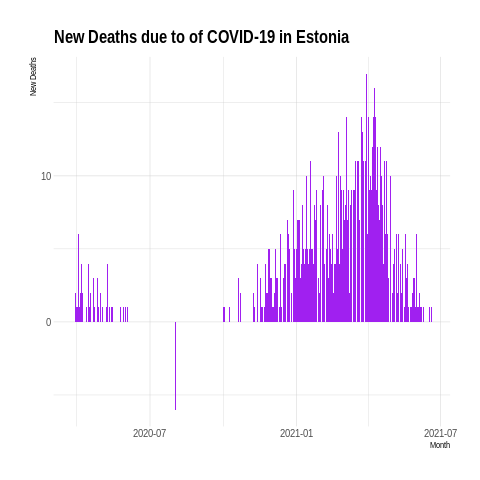 New Deaths due to of COVID-19 in Estonia
New Deaths
10
0
2020-07
2021-01
2021-07
Month